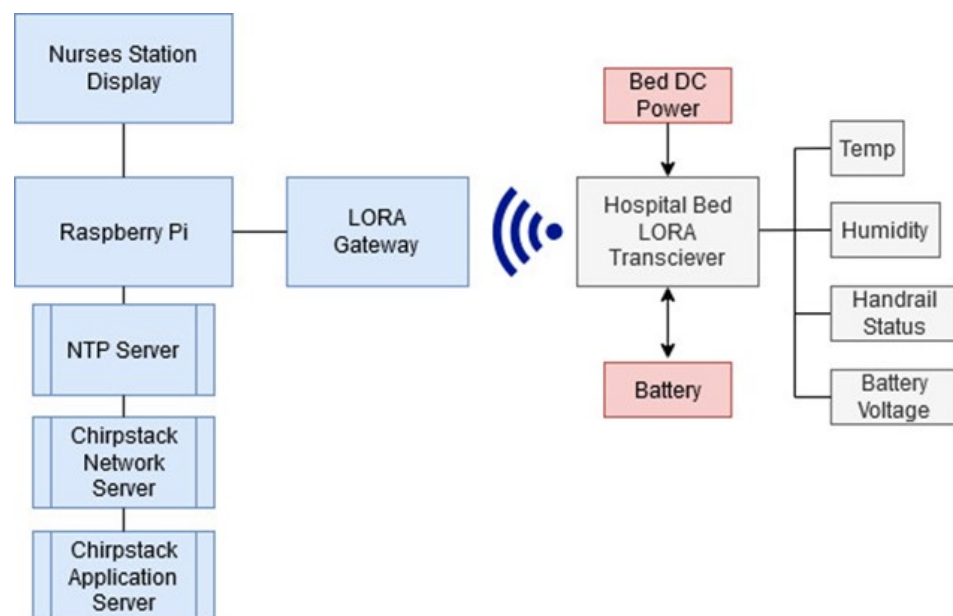 Nurses Station
Display
Raspberry Pi
LORA
Gateway
NTP Server
Chirpstack
Network
Server
Chirpstack
Application
Server
Bed DC
Power
Hospital Bed
LORA
Transciever
Battery
Temp
Humidity
Handrail
Status
Battery
Voltage